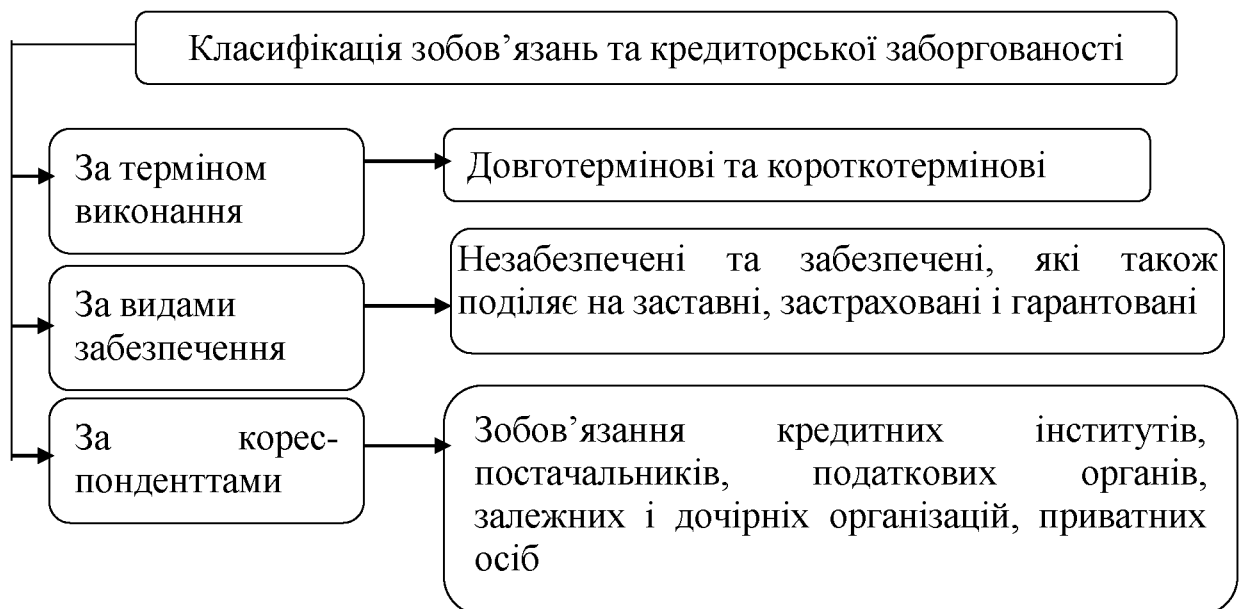 Класифікація зобов’язань та кредиторської заборгованості
За терміном
виконання
Довготермінові та короткотермінові
За видами
забезпечення
Незабезпечені та забезпечені, які також
поділяє на заставні, застраховані і гарантовані
За корес-
понденттами
Зобов’язання кредитних інститутів,
постачальників, податкових органів,
залежних і дочірніх організацій, приватних
осіб